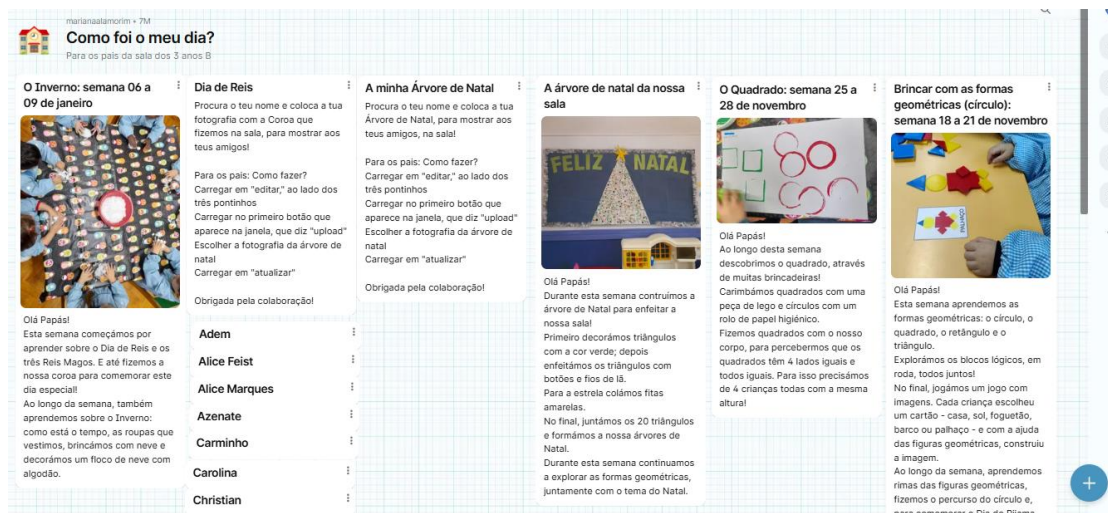 marianaalamorim • 7M
Como foi o meu dia?
Para os pais da sala dos 3 anos B
O Inverno: semana 06 a
09 de janeiro
Olá Papás!
Esta semana começámos por
aprender sobre o Dia de Reis e os
três Reis Magos. E até fizemos a
nossa coroa para comemorar este
dia especial!
Ao longo da semana, também
aprendemos sobre o Inverno:
como está o tempo, as roupas que
vestimos, brincámos com neve e
decorámos um floco de neve com
algodão.
Dia de Reis
Procura o teu nome e coloca a tua
fotografia com a Coroa que
fizemos na sala, para mostrar aos
teus amigos!
Para os pais: Como fazer?
Carregar em "editar," ao lado dos
três pontinhos
Carregar no primeiro botão que
aparece na janela, que diz "upload"
Escolher a fotografia da árvore de
natal
Carregar em "atualizar"
Obrigada pela colaboração!
Adem
Alice Feist
Alice Marques
Azenate
Carminho
Carolina
Christian
A minha Árvore de Natal
Procura o teu nome e coloca a tua
Árvore de Natal, para mostrar aos
teus amigos, na sala!
Para os pais: Como fazer?
Carregar em "editar," ao lado dos
três pontinhos
Carregar no primeiro botão que
aparece na janela, que diz "upload"
Escolher a fotografia da árvore de
natal
Carregar em "atualizar"
Obrigada pela colaboração!
A árvore de natal da nossa
sala
FELIZ NATAL
Olá Papás!
Durante esta semana contruímos a
árvore de Natal para enfeitar a
nossa sala!
Primeiro decorámos triângulos
com a cor verde; depois
enfeitámos os triângulos com
botões e fios de lã.
Para a estrela colámos fitas
amarelas.
No final, juntámos os 20 triângulos
e formámos a nossa árvores de
Natal.
Durante esta semana continuamos
a explorar as formas geométricas,
juntamente com o tema do Natal.
O Quadrado: semana 25 a
28 de novembro
Olá Papás!
Ao longo desta semana
descobrimos o quadrado, através
de muitas brincadeiras!
Carimbámos quadrados com uma
peça de lego e círculos com um
rolo de papel higiénico.
Fizemos quadrados com o nosso
corpo, para percebermos que os
quadrados têm 4 lados iguais e
todos iguais. Para isso precisámos
de 4 crianças todas com a mesma
altura!
Brincar com as formas
geométricas (círculo):
semana 18 a 21 de novembro
Olá Papás!
Esta semana aprendemos as
formas geométricas: o círculo, o
quadrado, o retângulo e o
triângulo.
Explorámos os blocos lógicos, em
roda, todos juntos!
No final, jogámos um jogo com
imagens. Cada criança escolheu
um cartão - casa, sol, foguetão,
barco ou palhaço - e com a ajuda
das figuras geométricas, construiu
a imagem.
Ao longo da semana, aprendemos
rimas das figuras geométricas,
fizemos o percurso do círculo e,